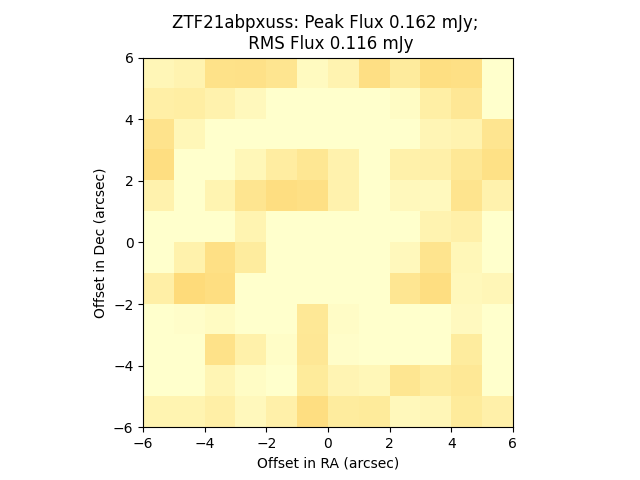 ZTF21abpxuss: Peak Flux 0.162 mJy;
RMS Flux 0.116 mJy
6
4
2
0
−2
−4
−6
Offset in Dec (arcsec)
−6 −4 −2 0 2 4 6
Offset in RA (arcsec)